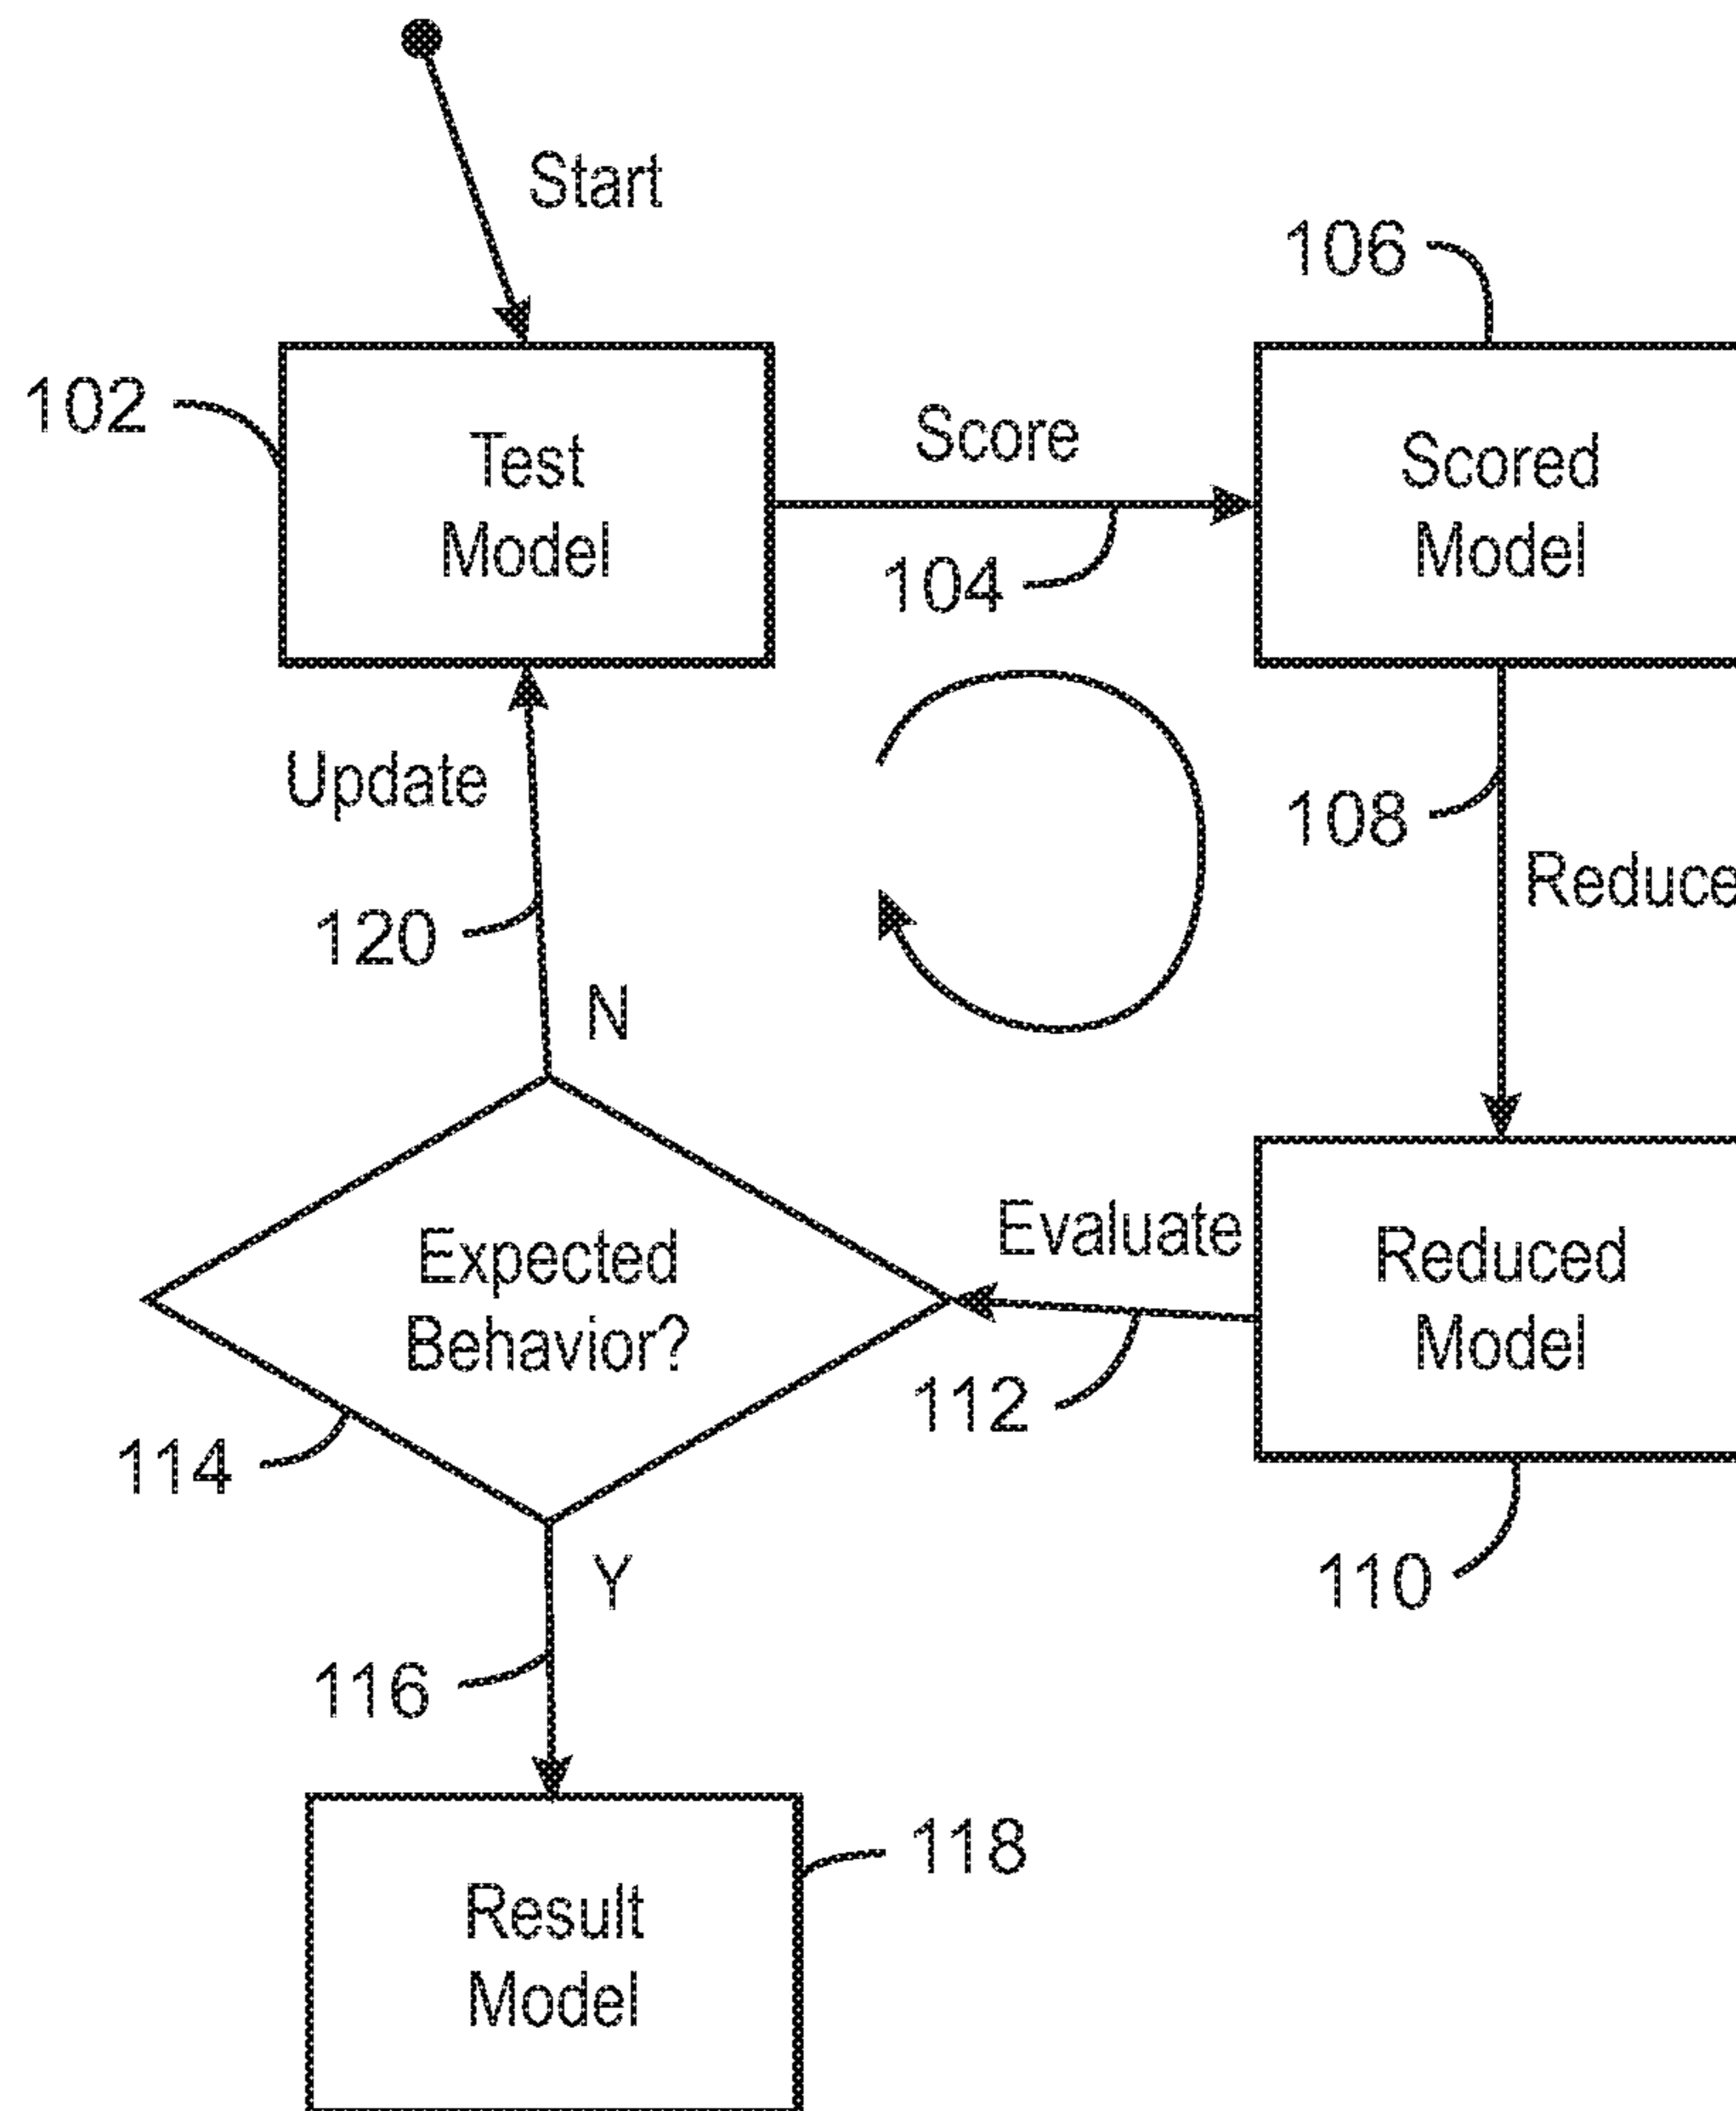 Start
106
102
Test
Model
Score
Scored
Model
104
Update
108
Reduce
120
N
Expected
Behavior?
Evaluate
Reduced
Model
112
114
Y
110
116
118
Result
Model